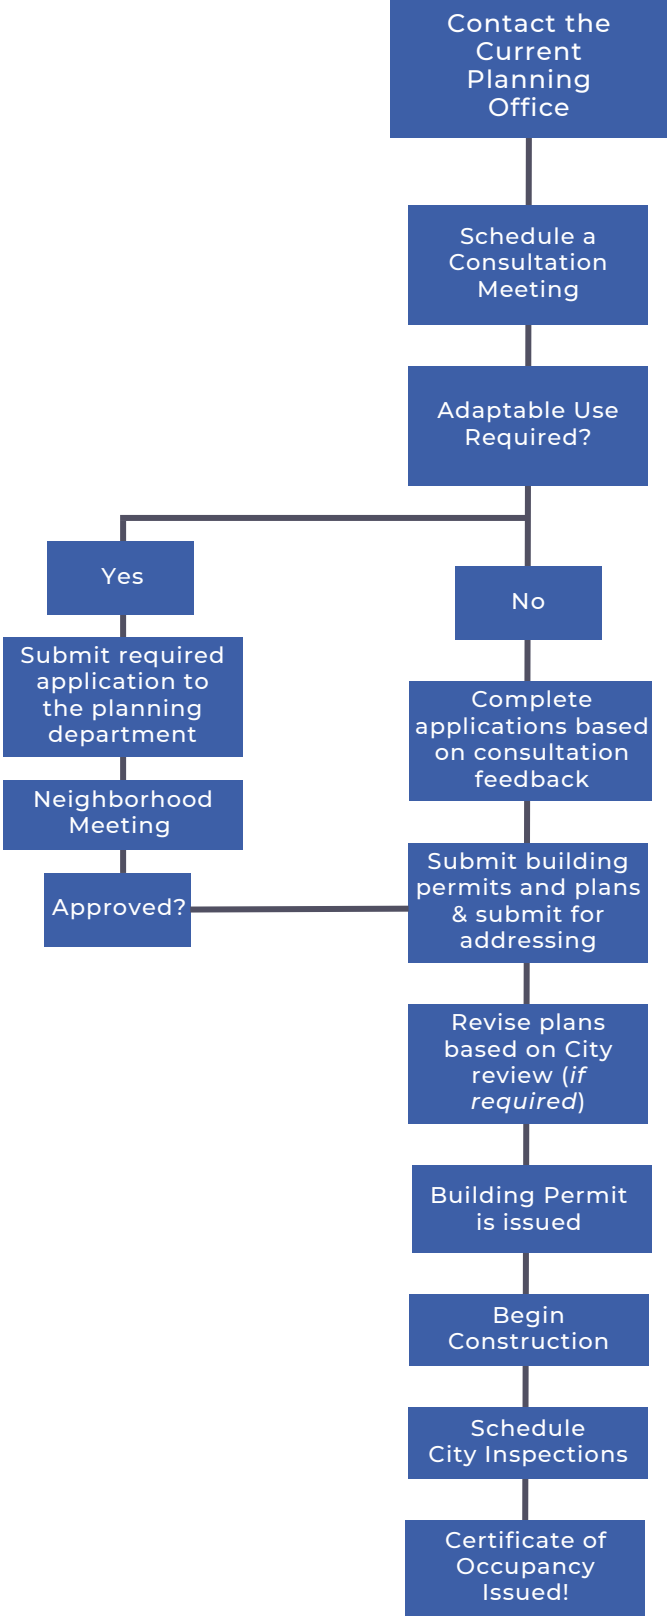 Contact the
Current
Planning
Office
Schedule a
Consultation
Meeting
Adaptable Use
Required?
Yes
Submit required
application to
the planning
department
Neighborhood
Meeting
Approved?
No
Complete
applications based
on consultation
feedback
Submit building
permits and plans
& submit for
addressing
Revise plans
based on City
review (if
required)
Building Permit
is issued
Begin
Construction
Schedule
City Inspections
Certificate of
Occupancy
Issued!